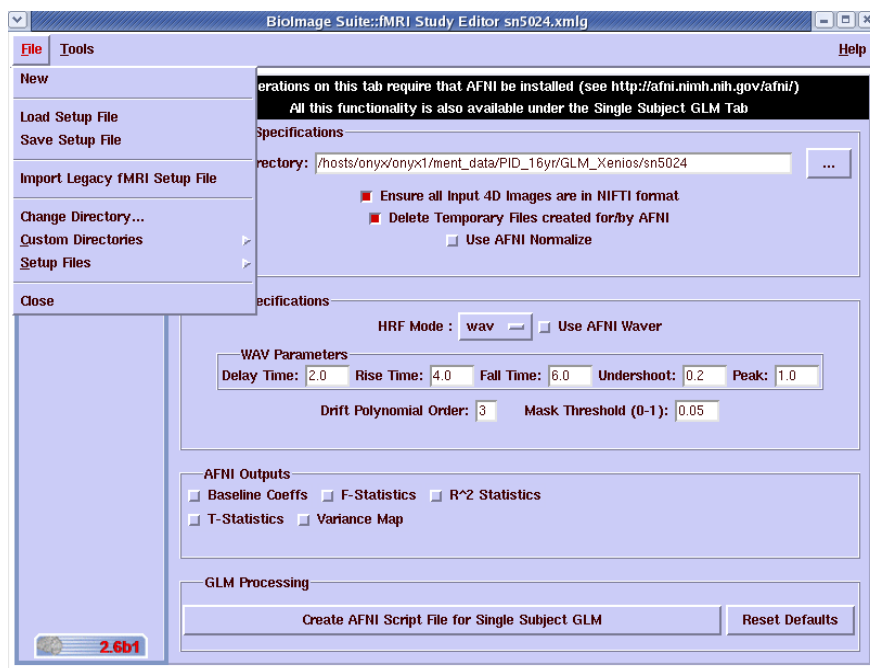 BioImage Suite::fMRI Study Editor sn5024.xmlg
File Tools Help
New
Load Setup File
Save Setup File
Import Legacy fMRI Setup File
Change Directory...
Custom Directories
Setup Files
Close
erations on this tab require that AFNI be installed (see http://afni.nimh.nih.gov/afni/)
All this functionality is also available under the Single Subject GLM Tab
Specifications
rectory: /hosts/onyx/onyx1/ment_data/PID_16yr/GLM_Xenios/sn5024 ...
Ensure all Input 4D Images are in NIFTI format
Delete Temporary Files created for/by AFNI
Use AFNI Normalize
ecifications
HRF Mode : wav Use AFNI Waver
WAV Parameters
Delay Time: 2.0 Rise Time: 4.0 Fall Time: 6.0 Undershoot: 0.2 Peak: 1.0
Drift Polynomial Order: 3 Mask Threshold (0-1): 0.05
AFNI Outputs
Baseline Coeffs F-Statistics R^2 Statistics
T-Statistics Variance Map
GLM Processing
Create AFNI Script File for Single Subject GLM Reset Defaults
2.6b1